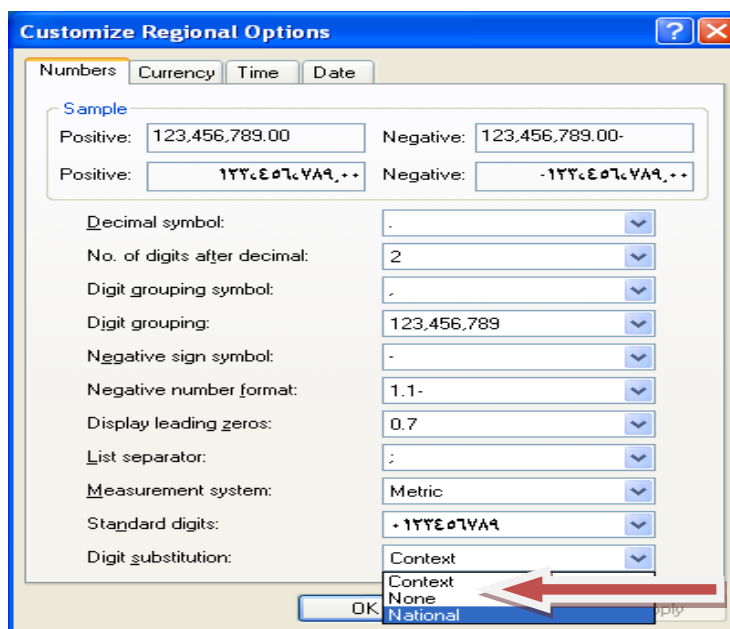 Customize Regional Options
Numbers Currency Time Date
Sample
Positive: 123,456,789.00 Negative: 123,456,789.00-
Positive: ١٢٣،٤٥٦،٧٨٩٫٠٠ Negative: -١٢٣،٤٥٦،٧٨٩٫٠٠
Decimal symbol: .
No. of digits after decimal: 2
Digit grouping symbol: ,
Digit grouping: 123,456,789
Negative sign symbol: -
Negative number format: 1.1-
Display leading zeros: 0.7
List separator: ;
Measurement system: Metric
Standard digits: ٠١٢٣٤٥٦٧٨٩
Digit substitution: Context
Context
None
OK National pply